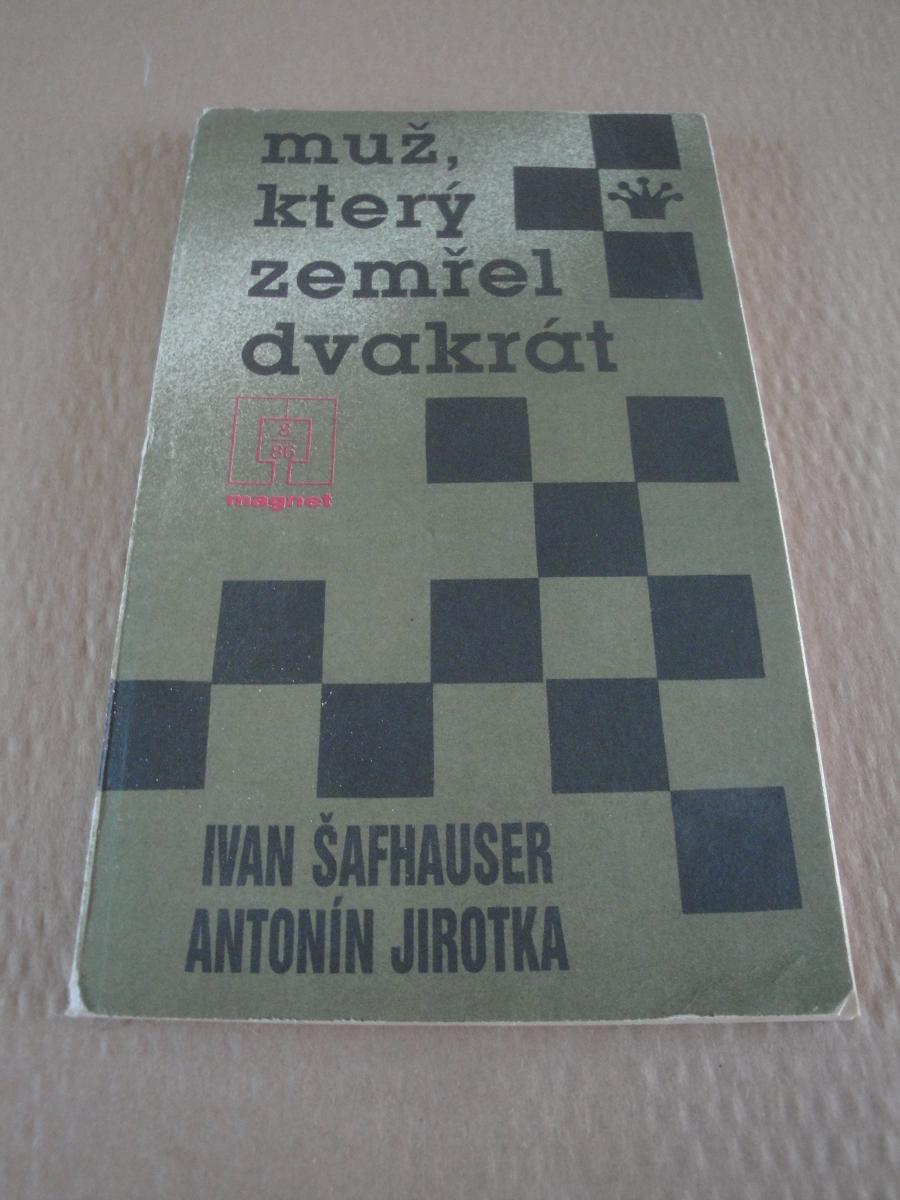 muž,
který
zemřel
dvakrát
8
86
magnet
IVAN ŠAFHAUSER
ANTONÍN JIROTKA